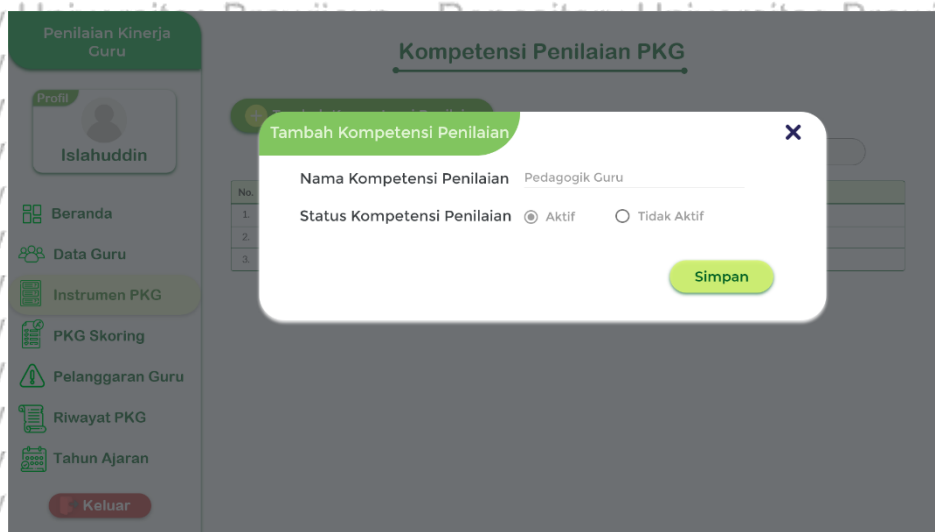 Penilaian Kinerja
Guru
Kompetensi Penilaian PKG
Profil
Islahuddin
Tambah Kompetensi Penilaian
Nama Kompetensi Penilaian Pedagogik Guru
Status Kompetensi Penilaian Aktif Tidak Aktif
Simpan
No.
1.
2.
3.
Beranda
Data Guru
Instrumen PKG
PKG Skoring
Pelanggaran Guru
Riwayat PKG
Tahun Ajaran
Keluar